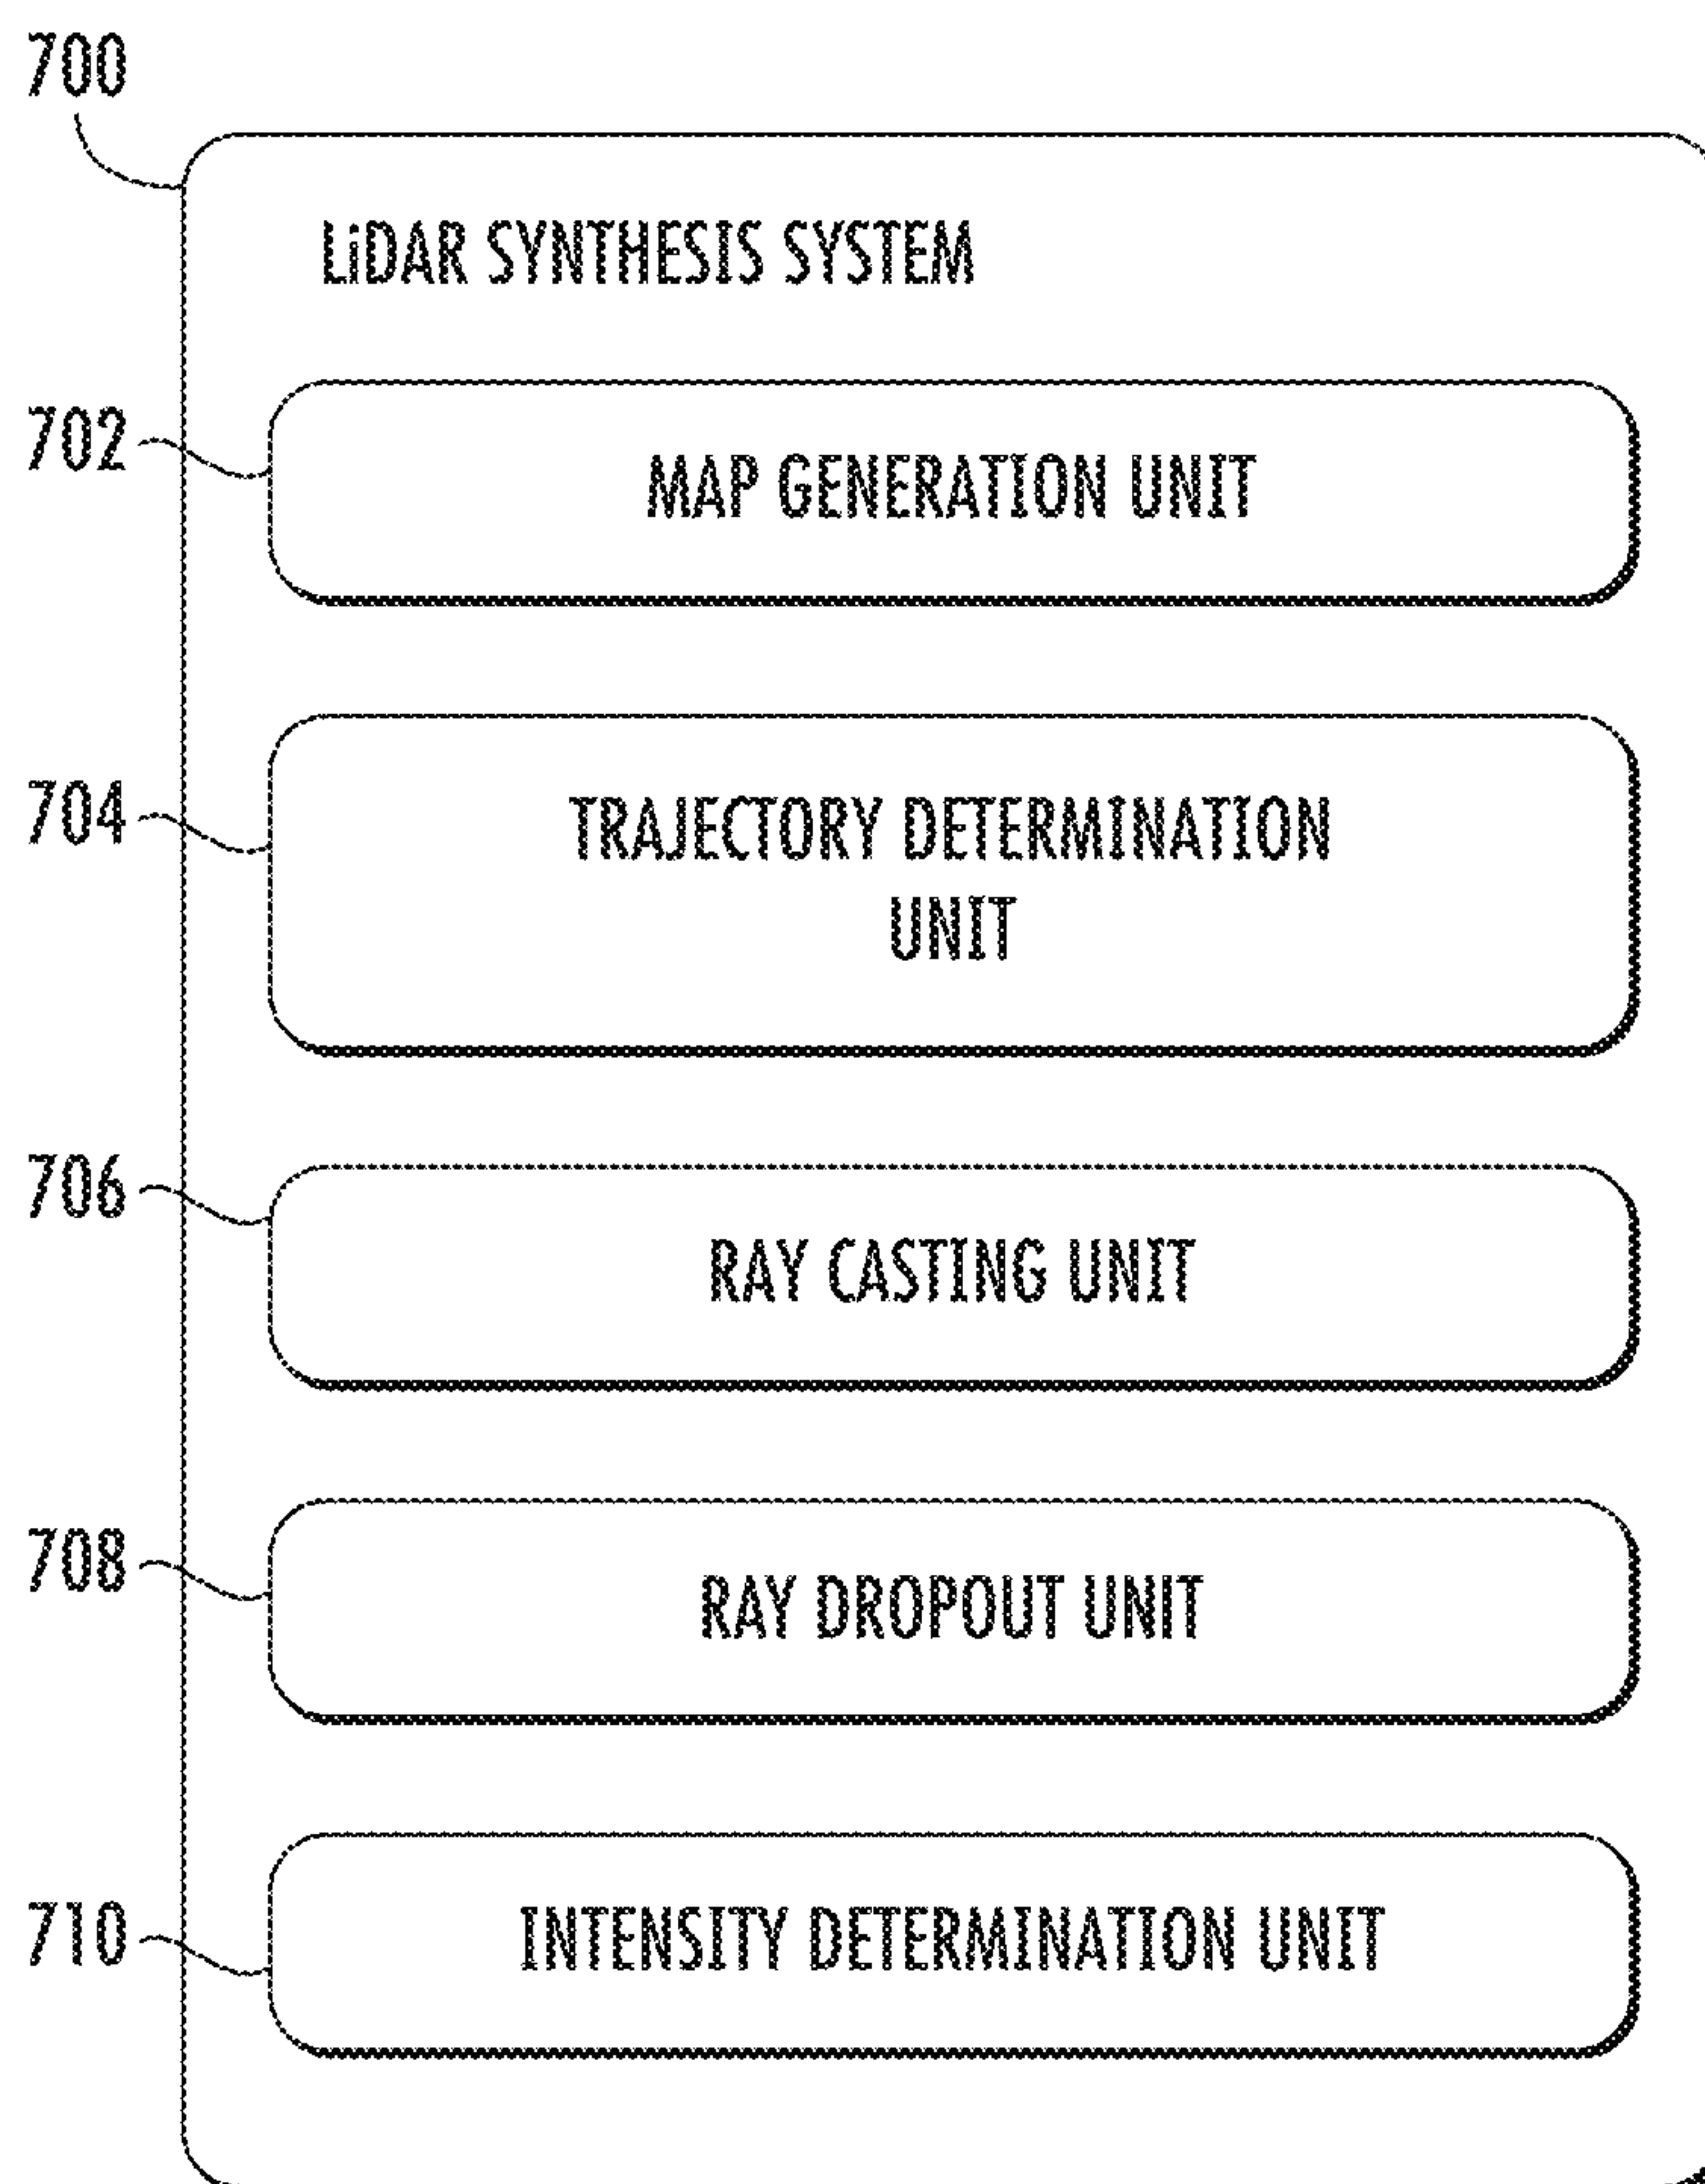 700
LiDAR SYNTHESIS SYSTEM
702
MAP GENERATION UNIT
704
TRAJECTORY DETERMINATION
UNIT
706
RAY CASTING UNIT
708
RAY DROPOUT UNIT
710
INTENSITY DETERMINATION UNIT